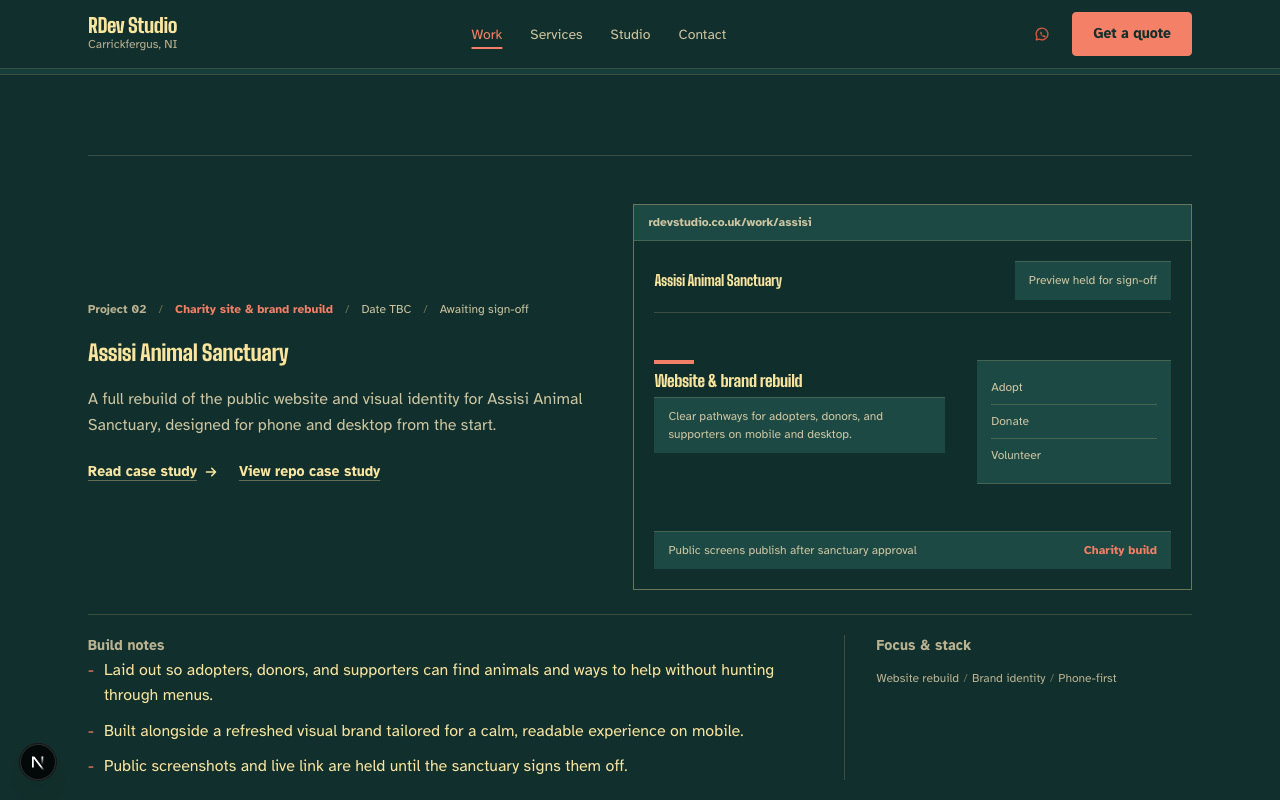 RDev Studio
Carrickfergus, NI
Work
Services
Studio
Contact
Get a quote
Project 02 / Charity site & brand rebuild / Date TBC / Awaiting sign-off
Assisi Animal Sanctuary
A full rebuild of the public website and visual identity for Assisi Animal
Sanctuary, designed for phone and desktop from the start.
Read case study →
View repo case study
rdevstudio.co.uk/work/assisi
Assisi Animal Sanctuary
Preview held for sign-off
Website & brand rebuild
Clear pathways for adopters, donors, and
supporters on mobile and desktop.
Adopt
Donate
Volunteer
Public screens publish after sanctuary approval
Charity build
Build notes
- Laid out so adopters, donors, and supporters can find animals and ways to help without hunting
through menus.
- Built alongside a refreshed visual brand tailored for a calm, readable experience on mobile.
- Public screenshots and live link are held until the sanctuary signs them off.
Focus & stack
Website rebuild / Brand identity / Phone-first
N